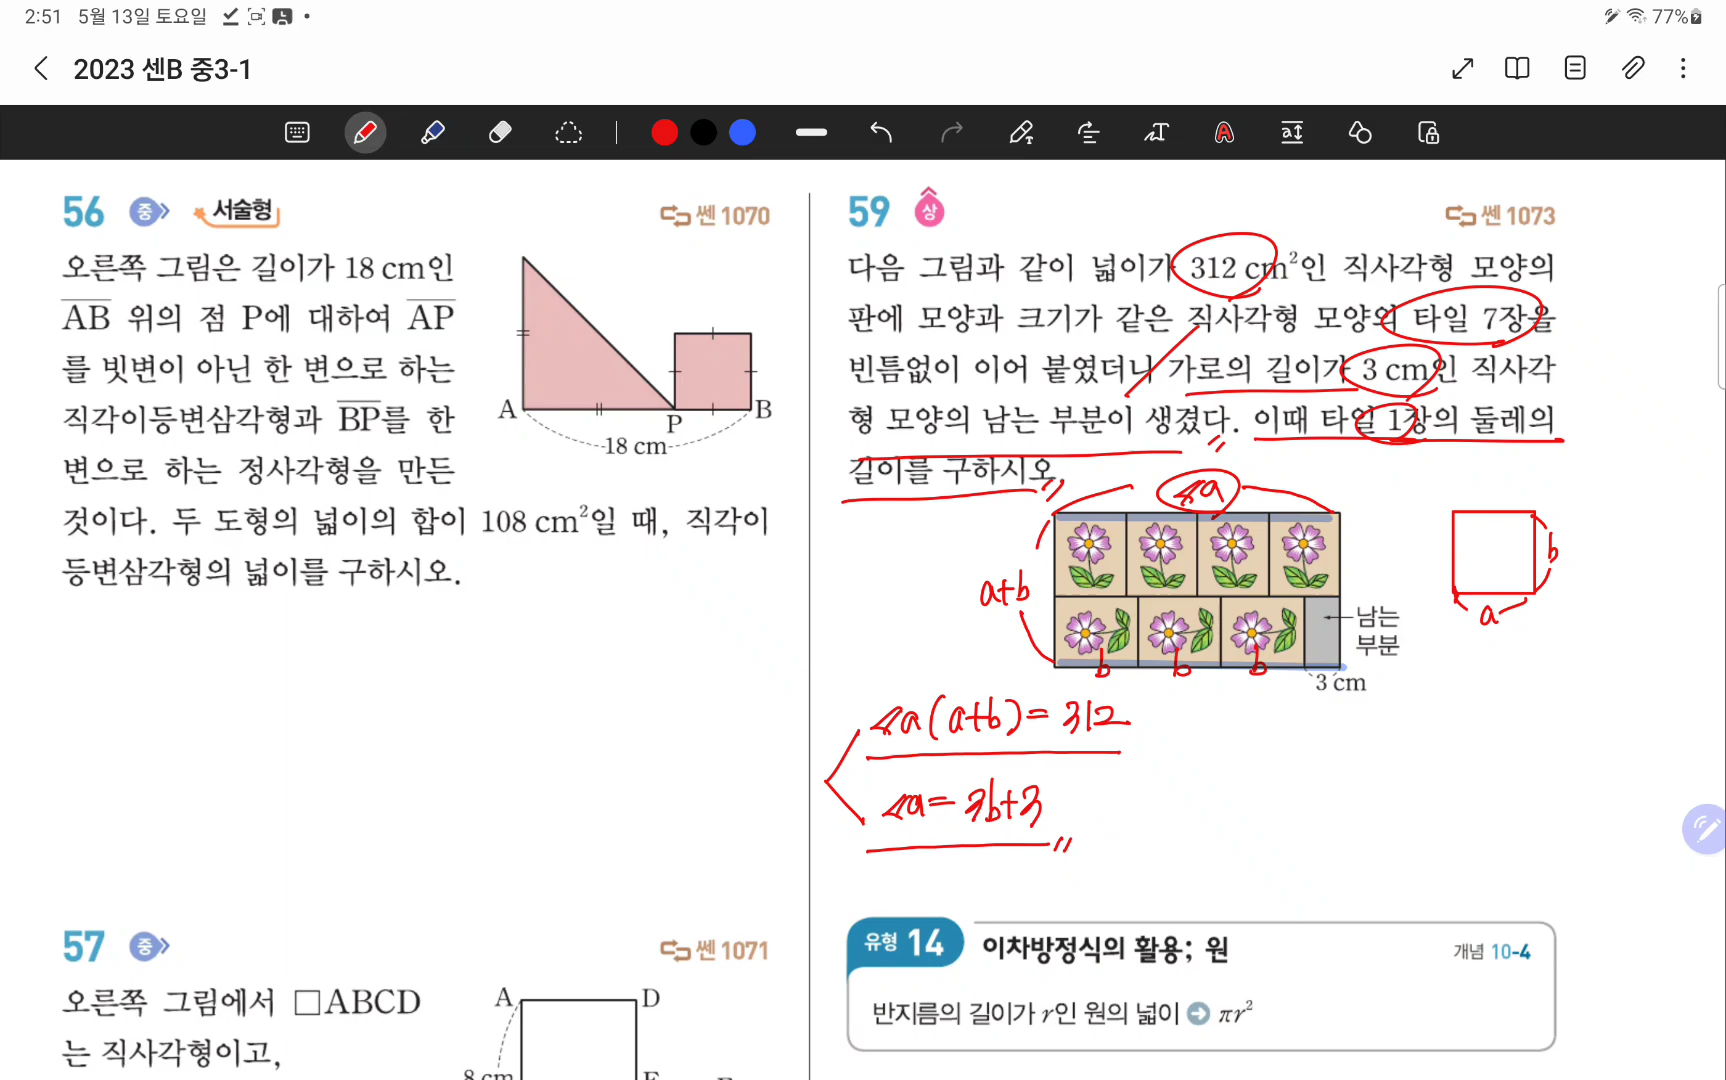 2:51 5월 13일 토요일
77%
2023 쎈B 중3-1
56 중 서술형 쎈 1070
오른쪽 그림은 길이가 18 cm인
AB 위의 점 P에 대하여 AP
를 빗변이 아닌 한 변으로 하는
직각이등변삼각형과 BP를 한
변으로 하는 정사각형을 만든
것이다. 두 도형의 넓이의 합이 108 cm²일 때, 직각이
등변삼각형의 넓이를 구하시오.
A P B
18 cm
57 중 쎈 1071
오른쪽 그림에서 □ABCD
는 직사각형이고,
A D
8 cm E
59 상 쎈 1073
다음 그림과 같이 넓이가 312 cm²인 직사각형 모양의
판에 모양과 크기가 같은 직사각형 모양의 타일 7장을
빈틈없이 이어 붙였더니 가로의 길이가 3 cm인 직사각
형 모양의 남는 부분이 생겼다. 이때 타일 1장의 둘레의
길이를 구하시오.
4a
a+b
b b b
남는
부분
3 cm
b
a
4a(a+b)=312
4a=3b+3
유형 14 이차방정식의 활용; 원 개념 10-4
반지름의 길이가 r인 원의 넓이 → πr²